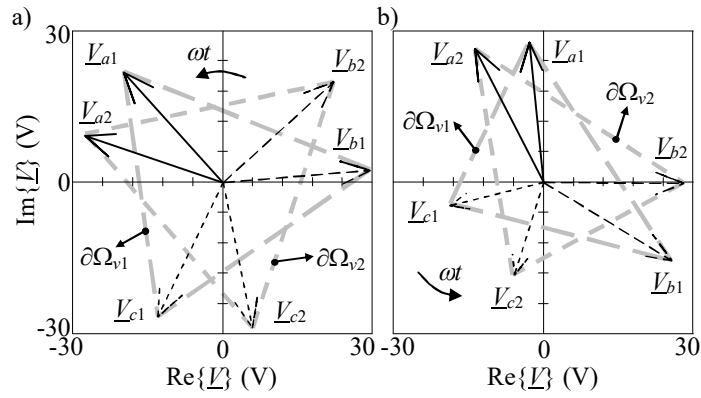 a)
b)
30
V_a1
ωt
V_b2
V_a2
V_b1
0
∂Ω_v1
∂Ω_v2
V_c1
V_c2
-30
-30
0
30
Re{V} (V)
Im{V} (V)
V_a2
V_a1
∂Ω_v1
∂Ω_v2
V_b2
0
V_c1
ωt
V_c2
V_b1
-30
0
30
Re{V} (V)